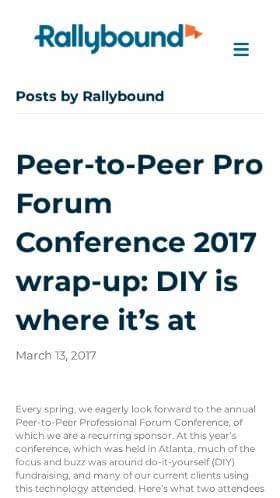 Rallybound
Posts by Rallybound
Peer-to-Peer Pro
Forum
Conference 2017
wrap-up: DIY is
where it’s at
March 13, 2017
Every spring, we eagerly look forward to the annual
Peer-to-Peer Professional Forum Conference, of
which we are a recurring sponsor. At this year’s
conference, which was held in Atlanta, much of the
focus and buzz was around do-it-yourself (DIY)
fundraising, and many of our current clients using
this technology attended. Here’s what two attendees